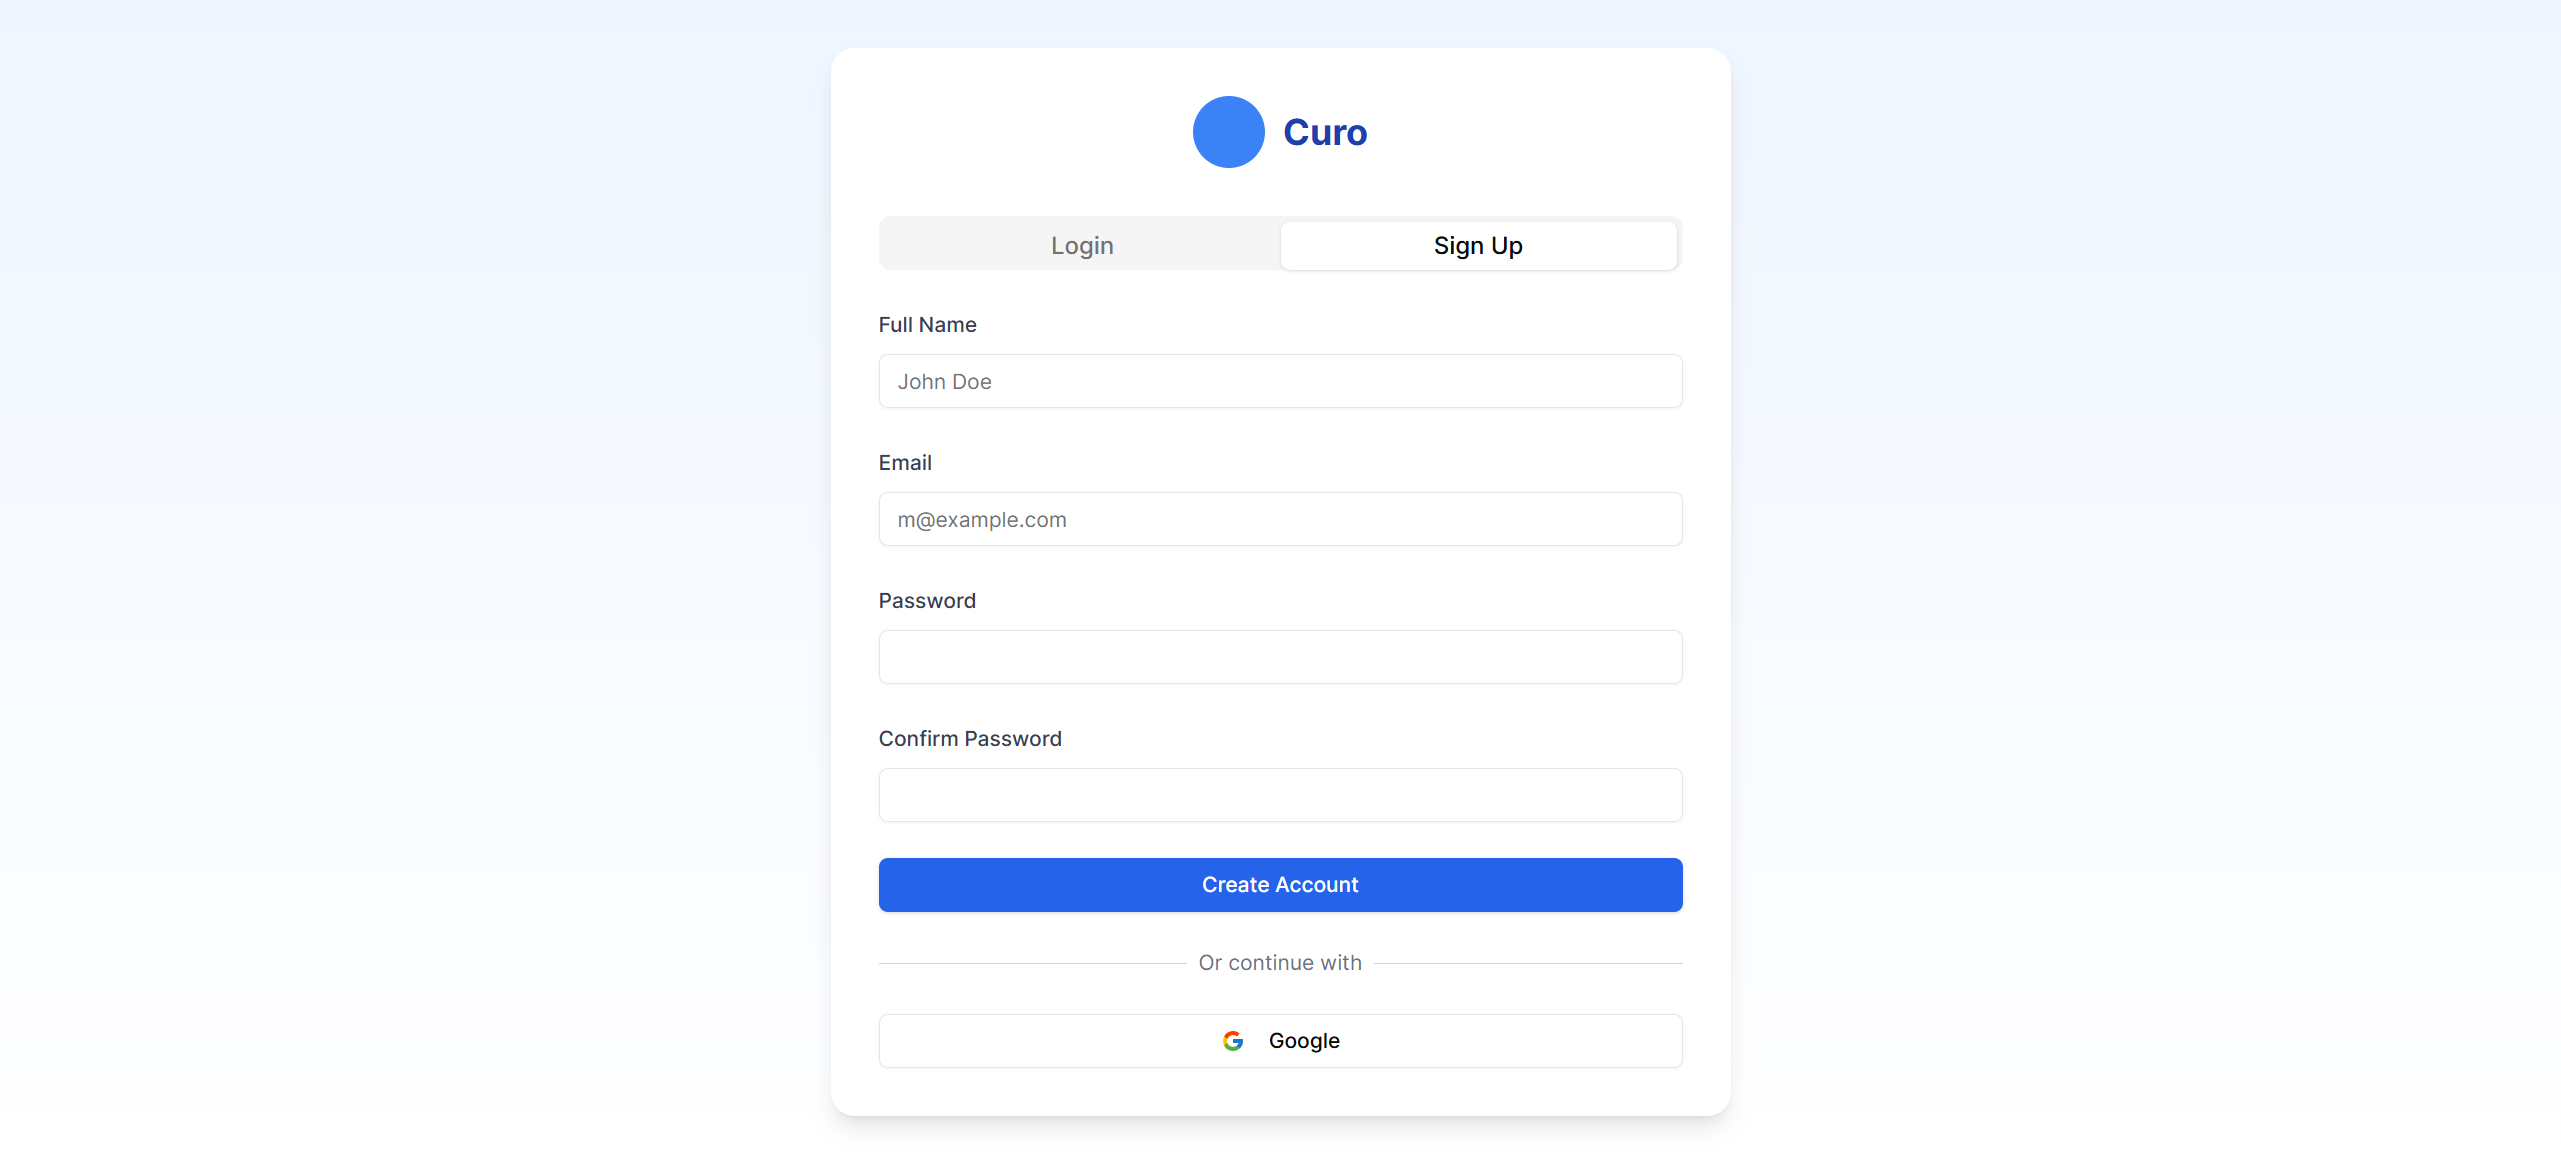 Curo
Login
Sign Up
Full Name
John Doe
Email
m@example.com
Password
Confirm Password
Create Account
Or continue with
Google